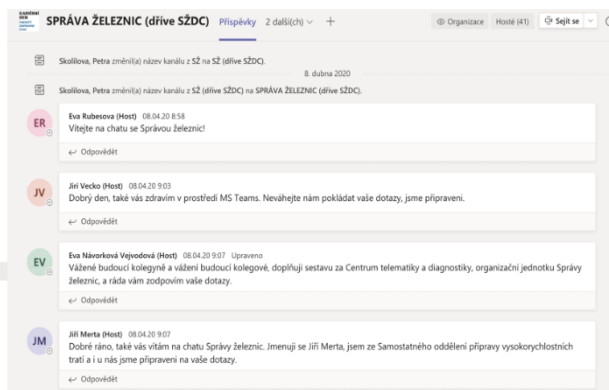 SPRÁVA ŽELEZNIC (dříve SŽDC) Příspěvky 2 další(ch) Organizace Hosté (41) Sejít se
Skolilova, Petra změnil(a) název kanálu z SŽ na SŽ (dříve SŽDC).
8. dubna 2020
Skolilova, Petra změnil(a) název kanálu z SŽ (dříve SŽDC) na SPRÁVA ŽELEZNIC (dříve SŽDC).
ER
Eva Rubesova (Host) 08.04.20 8:58
Vítejte na chatu se Správou železnic!
Odpovědět
JV
Jiri Vecko (Host) 08.04.20 9:03
Dobrý den, také vás zdravím v prostředí MS Teams. Neváhejte nám pokládat vaše dotazy, jsme připraveni.
Odpovědět
EV
Eva Návorková Vejvodová (Host) 08.04.20 9:07 Upraveno
Vážené budoucí kolegyně a vážení budoucí kolegové, doplňuji sestavu za Centrum telematiky a diagnostiky, organizační jednotku Správy
železnic, a ráda vám zodpovím vaše dotazy.
Odpovědět
JM
Jiří Merta (Host) 08.04.20 9:07
Dobré ráno, také vás vítám na chatu Správy železnic. Jmenuji se Jiří Merta, jsem ze Samostatného oddělení přípravy vysokorychlostních
tratí a i u nás jsme připraveni na vaše dotazy.
Odpovědět